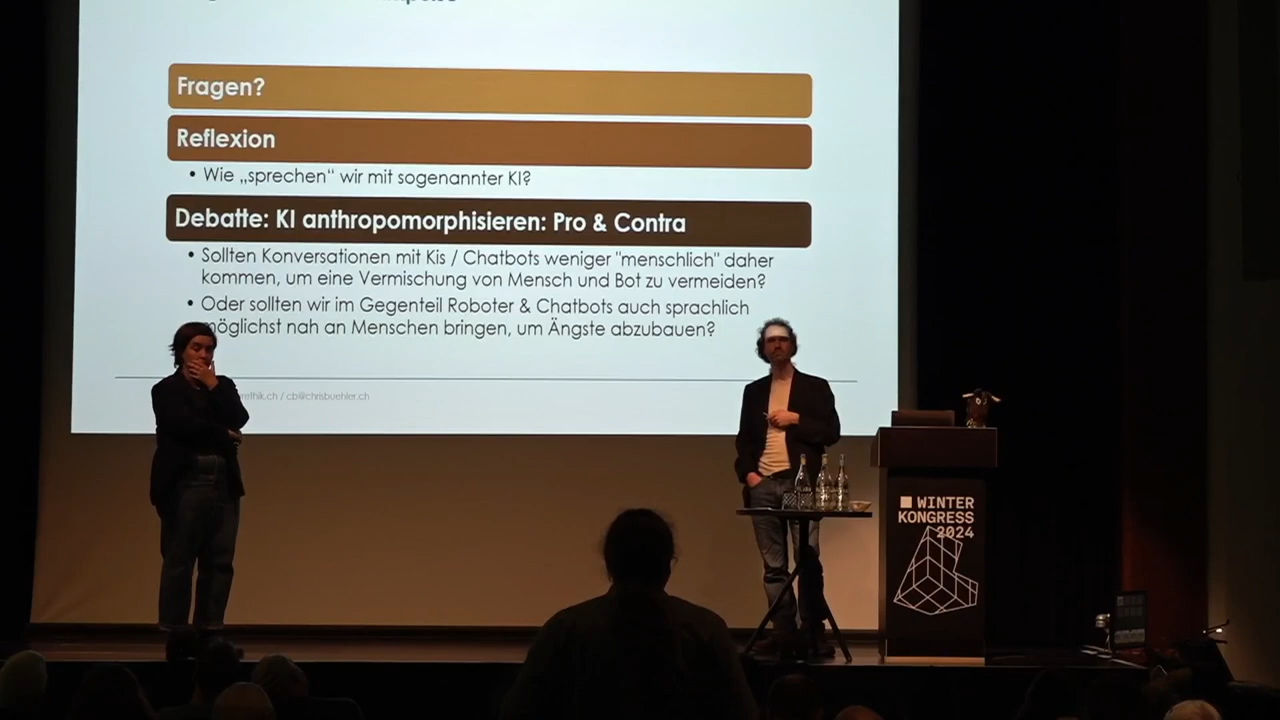 Fragen?
Reflexion
• Wie „sprechen“ wir mit sogenannter KI?
Debatte: KI anthropomorphisieren: Pro & Contra
• Sollten Konversationen mit Kis / Chatbots weniger "menschlich" daher
kommen, um eine Vermischung von Mensch und Bot zu vermeiden?
• Oder sollten wir im Gegenteil Roboter & Chatbots auch sprachlich
möglichst nah an Menschen bringen, um Ängste abzubauen?
/ cb@chrisbuehler.ch
WINTER
KONGRESS
2024